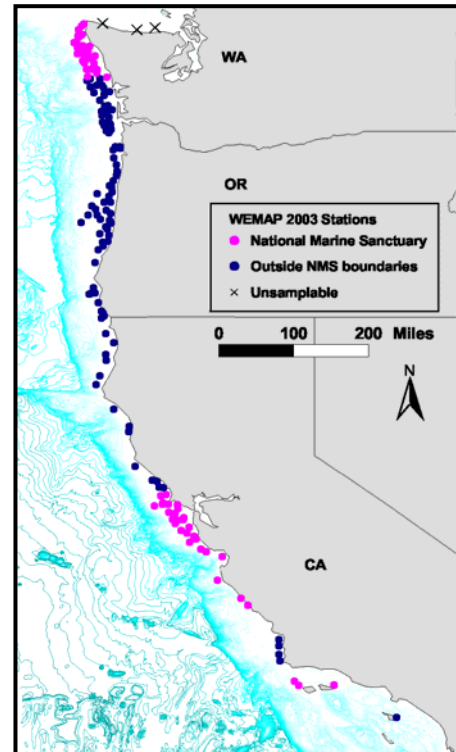 WA
OR
WEMAP 2003 Stations
National Marine Sanctuary
Outside NMS boundaries
Unsamplable
0 100 200 Miles
N
CA